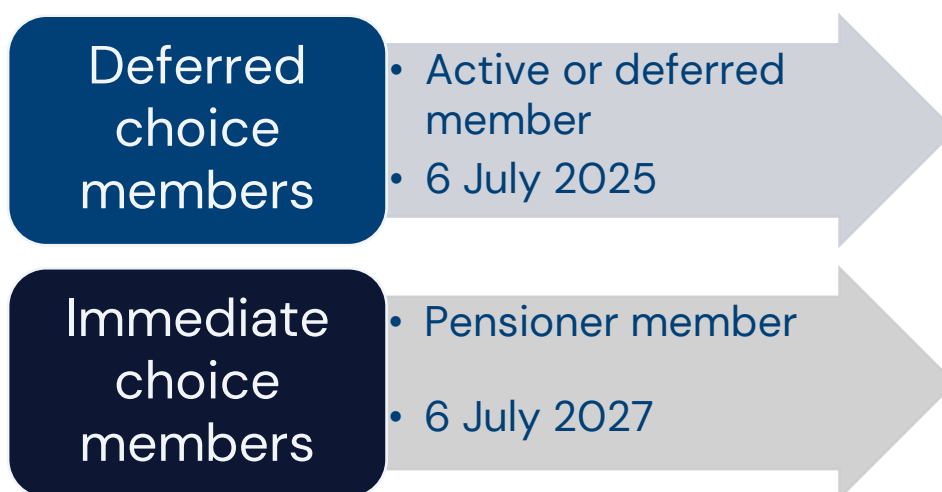 Deferred
choice
members
• Active or deferred
member
• 6 July 2025
Immediate
choice
members
• Pensioner member
• 6 July 2027